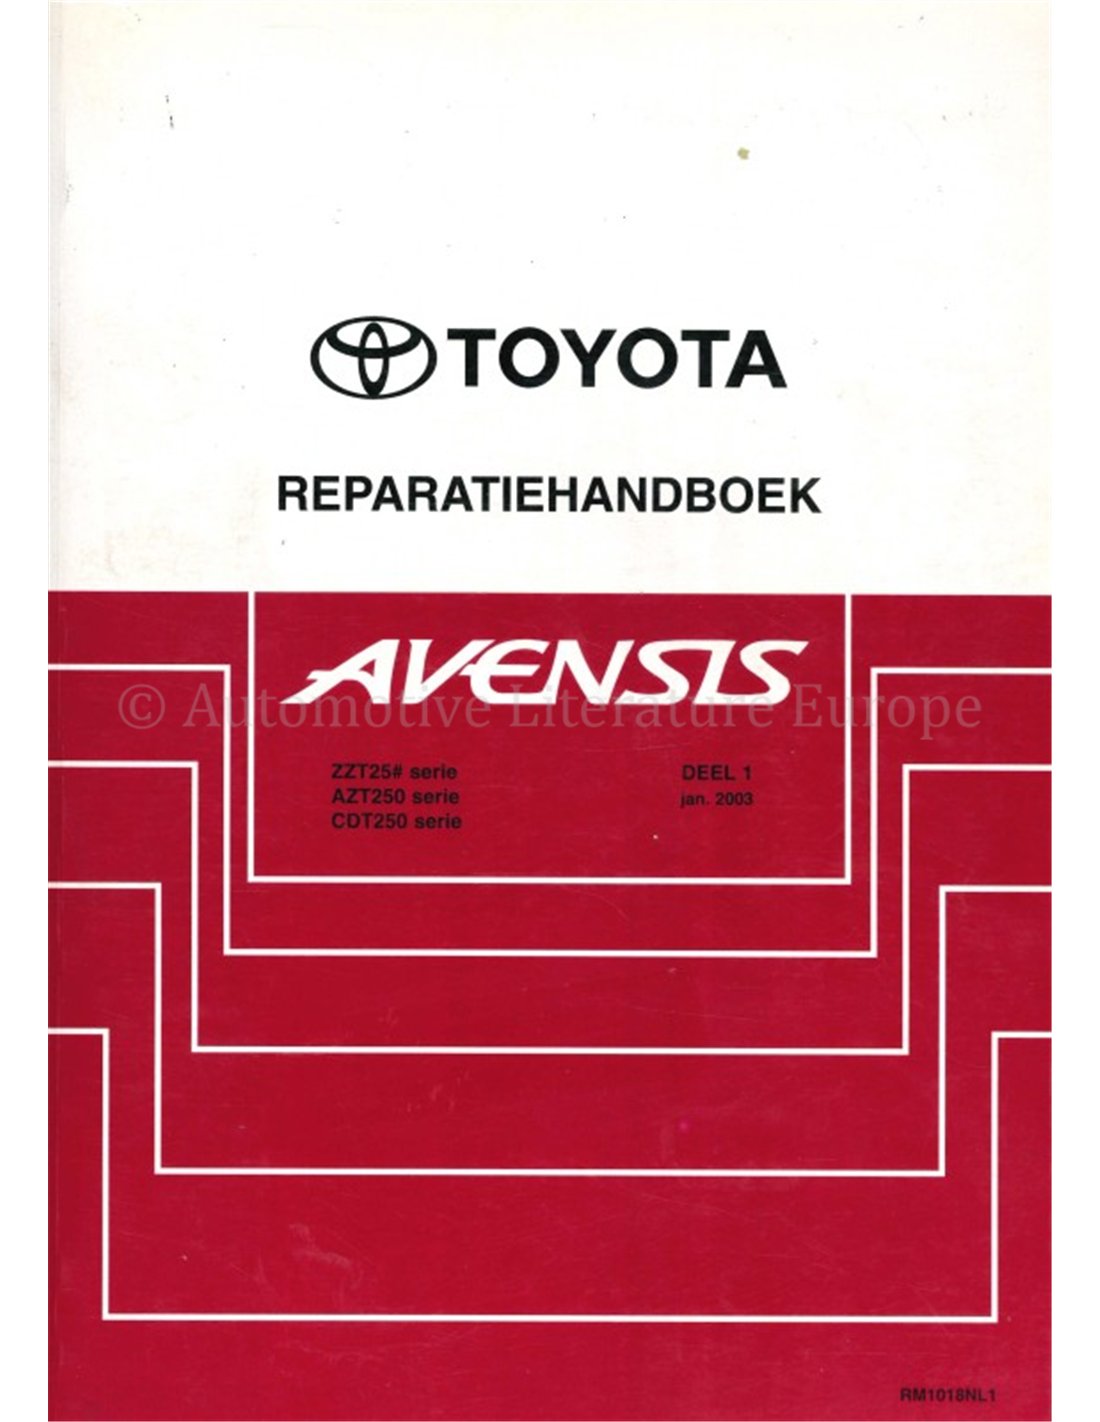 TOYOTA
REPARATIEHANDBOEK
AVENSIS
© Automotive Literature Europe
ZZT25# serie
AZT250 serie
CDT250 serie
DEEL 1
jan. 2003
RM1018NL1